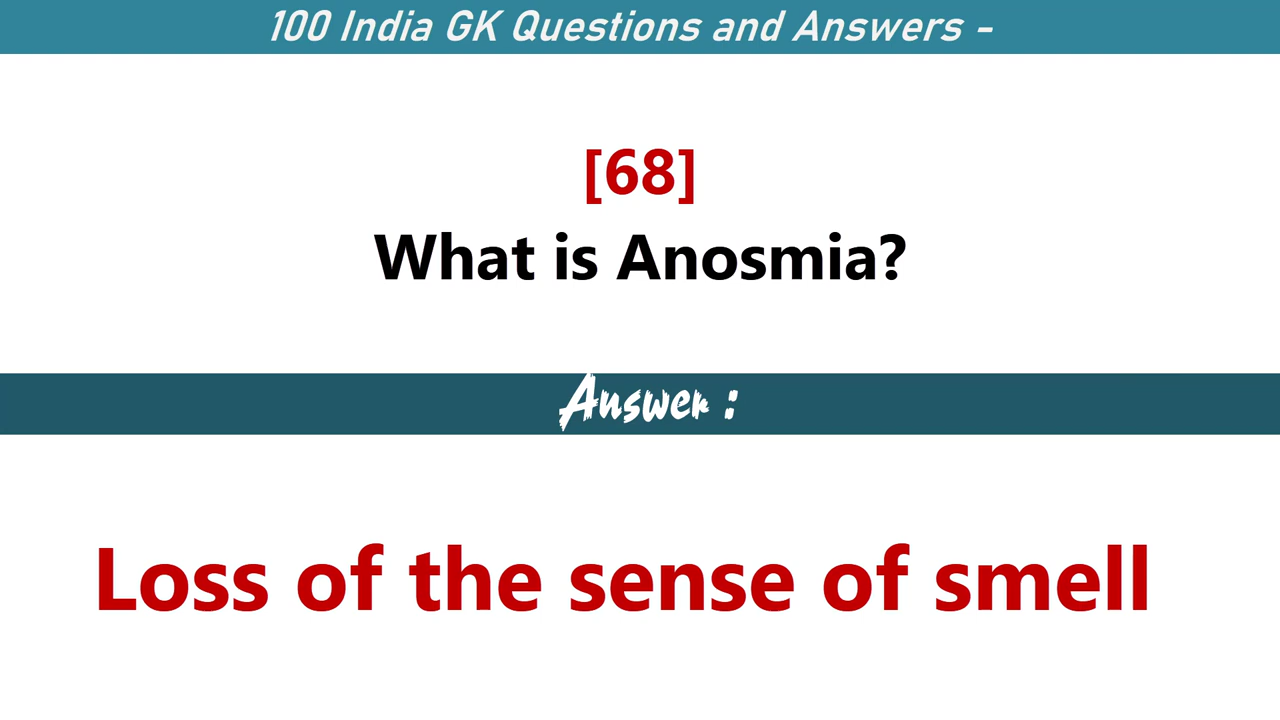 100 India GK Questions and Answers -
[68]
What is Anosmia?
Answer :
Loss of the sense of smell